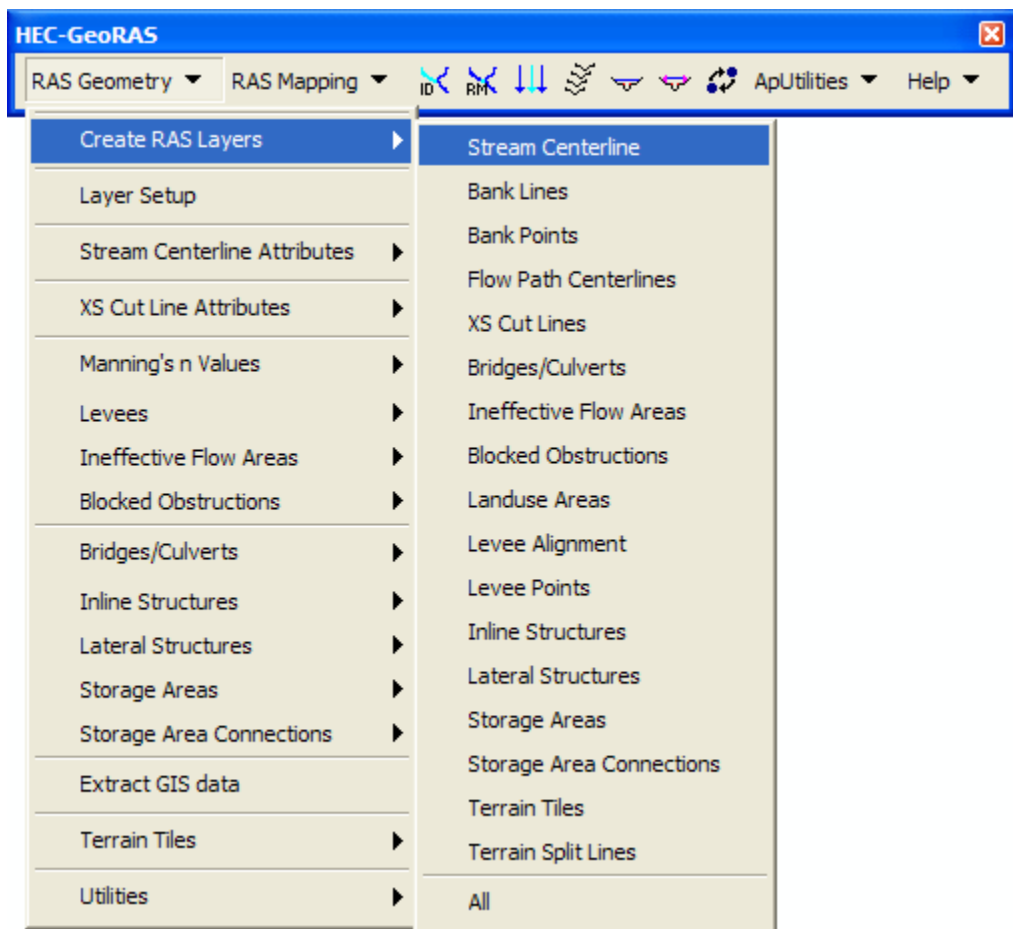 HEC-GeoRAS
RAS Geometry RAS Mapping ID RM ApUtilities Help
Create RAS Layers
Layer Setup
Stream Centerline Attributes
XS Cut Line Attributes
Manning's n Values
Levees
Ineffective Flow Areas
Blocked Obstructions
Bridges/Culverts
Inline Structures
Lateral Structures
Storage Areas
Storage Area Connections
Extract GIS data
Terrain Tiles
Utilities
Stream Centerline
Bank Lines
Bank Points
Flow Path Centerlines
XS Cut Lines
Bridges/Culverts
Ineffective Flow Areas
Blocked Obstructions
Landuse Areas
Levee Alignment
Levee Points
Inline Structures
Lateral Structures
Storage Areas
Storage Area Connections
Terrain Tiles
Terrain Split Lines
All